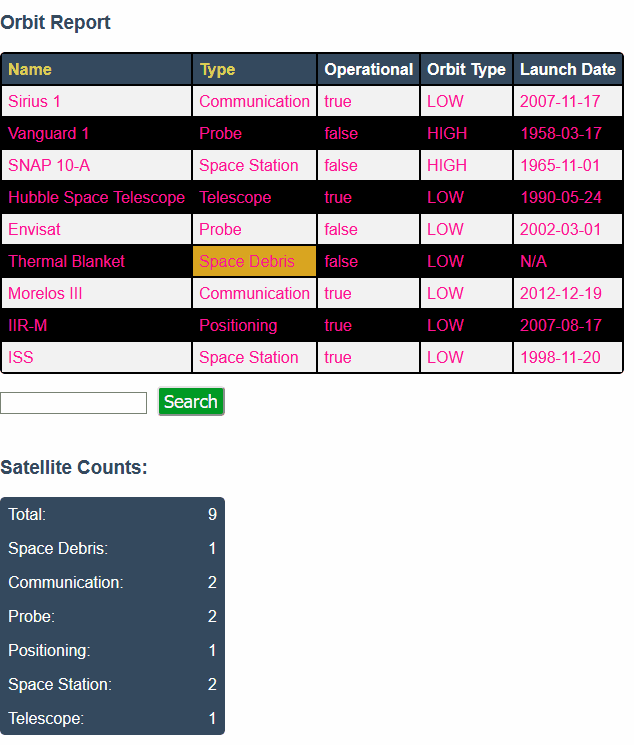 Orbit Report
Name Type Operational Orbit Type Launch Date
Sirius 1 Communication true LOW 2007-11-17
Vanguard 1 Probe false HIGH 1958-03-17
SNAP 10-A Space Station false HIGH 1965-11-01
Hubble Space Telescope Telescope true LOW 1990-05-24
Envisat Probe false LOW 2002-03-01
Thermal Blanket Space Debris false LOW N/A
Morelos III Communication true LOW 2012-12-19
IIR-M Positioning true LOW 2007-08-17
ISS Space Station true LOW 1998-11-20
Search
Satellite Counts:
Total: 9
Space Debris: 1
Communication: 2
Probe: 2
Positioning: 1
Space Station: 2
Telescope: 1